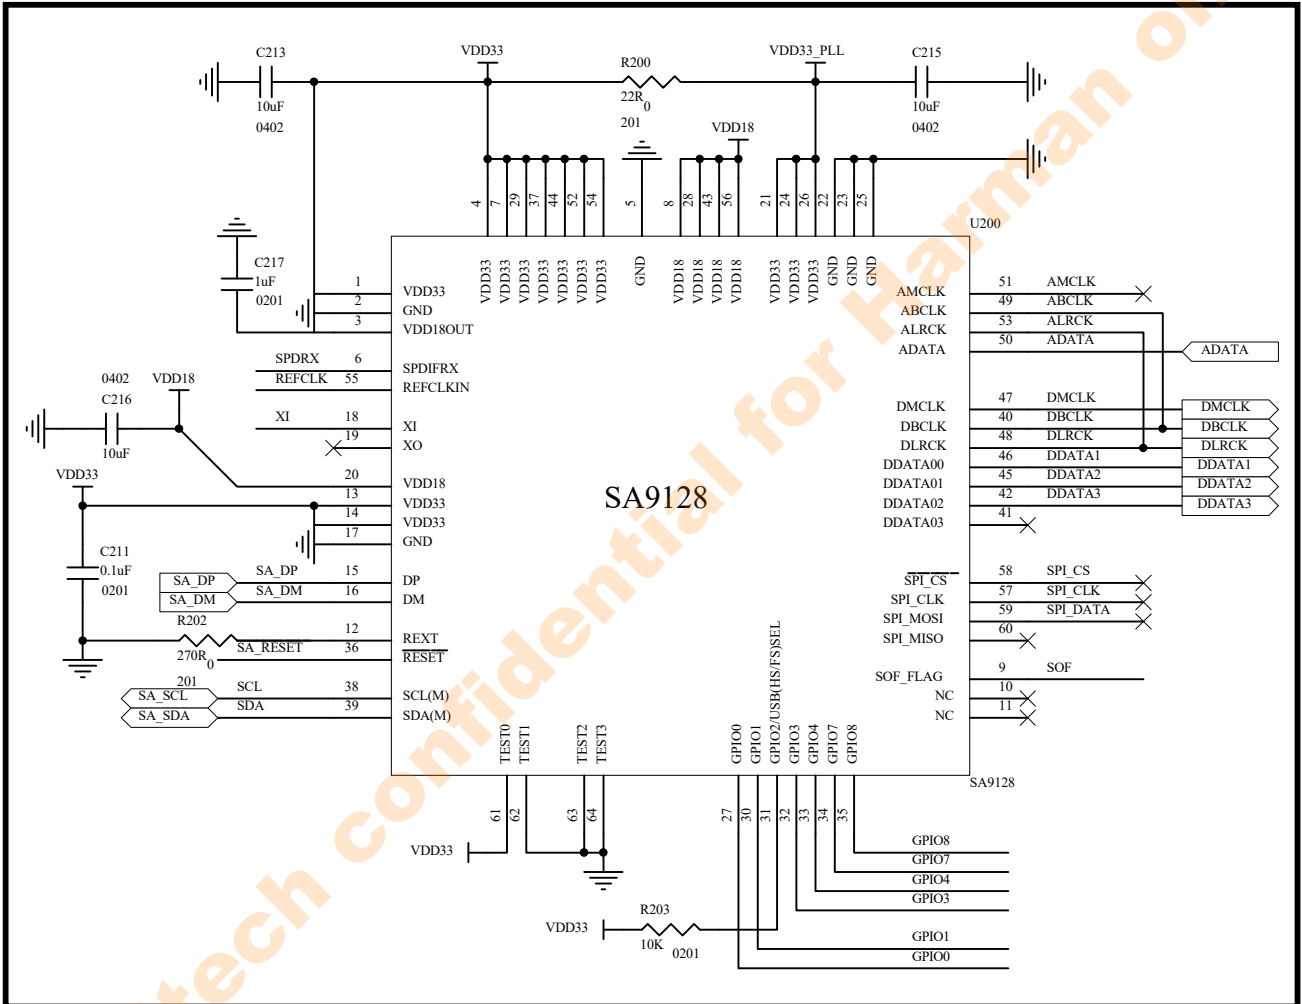 C213
10uF
0402
VDD33
R200
22R
0
201
VDD33_PLL
C215
10uF
0402
VDD18
4
7
29
37
44
52
54
5
8
28
43
56
21
24
26
22
23
25
U200
VDD33
VDD33
VDD33
VDD33
VDD33
VDD33
VDD33
GND
VDD18
VDD18
VDD18
VDD18
VDD33
VDD33
VDD33
GND
GND
GND
C217
1uF
0201
1 VDD33
2 GND
3 VDD18OUT
SPDRX 6 SPDIFRX
REFCLK 55 REFCLKIN
XI 18 XI
19 XO
0402
C216
10uF
VDD18
20 VDD18
VDD33
13 VDD33
14 VDD33
17 GND
C211
0.1uF
0201
SA_DP SA_DP 15 DP
SA_DM SA_DM 16 DM
R202
270R
0
201
12 REXT
SA_RESET 36 RESET
SA_SCL SCL 38 SCL(M)
SA_SDA SDA 39 SDA(M)
SA9128
AMCLK 51 AMCLK
ABCLK 49 ABCLK
ALRCK 53 ALRCK
ADATA 50 ADATA ADATA
DMCLK 47 DMCLK DMCLK
DBCLK 40 DBCLK DBCLK
DLRCK 48 DLRCK DLRCK
DDATA00 46 DDATA1 DDATA1
DDATA01 45 DDATA2 DDATA2
DDATA02 42 DDATA3 DDATA3
DDATA03 41
SPI_CS 58 SPI_CS
SPI_CLK 57 SPI_CLK
SPI_MOSI 59 SPI_DATA
SPI_MISO 60
SOF_FLAG 9 SOF
NC 10
NC 11
TEST0
TEST1
TEST2
TEST3
GPIO0
GPIO1
GPIO2/USB(HS/FS)SEL
GPIO3
GPIO4
GPIO7
GPIO8
SA9128
61
62
63
64
27
30
31
32
33
34
35
VDD33
GPIO8
GPIO7
GPIO4
GPIO3
VDD33
R203
10K
0201
GPIO1
GPIO0
tech confidential for Harman